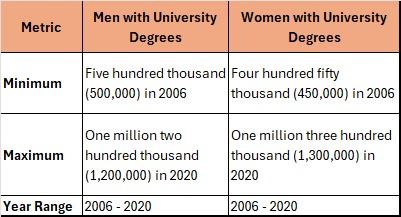 Metric
Men with University
Degrees
Women with University
Degrees
Minimum
Five hundred thousand
(500,000) in 2006
Four hundred fifty
thousand (450,000) in 2006
Maximum
One million two
hundred thousand
(1,200,000) in 2020
One million three hundred
thousand (1,300,000) in
2020
Year Range
2006 - 2020
2006 - 2020